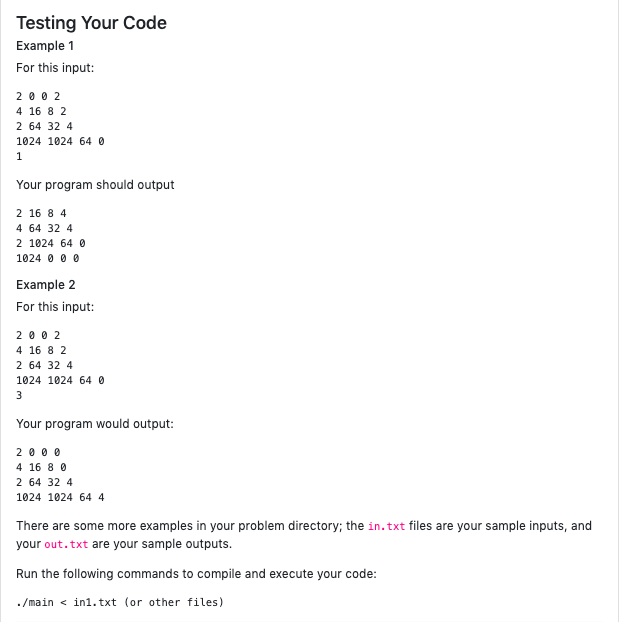 Testing Your Code
Example 1
For this input:
2 0 0 2
4 16 8 2
2 64 32 4
1024 1024 64 0
1
Your program should output
2 16 8 4
4 64 32 4
2 1024 64 0
1024 0 0 0
Example 2
For this input:
2 0 0 2
4 16 8 2
2 64 32 4
1024 1024 64 0
3
Your program would output:
2 0 0 0
4 16 8 0
2 64 32 4
1024 1024 64 4
There are some more examples in your problem directory; the in.txt files are your sample inputs, and
your out.txt are your sample outputs.
Run the following commands to compile and execute your code:
./main < in1.txt (or other files)